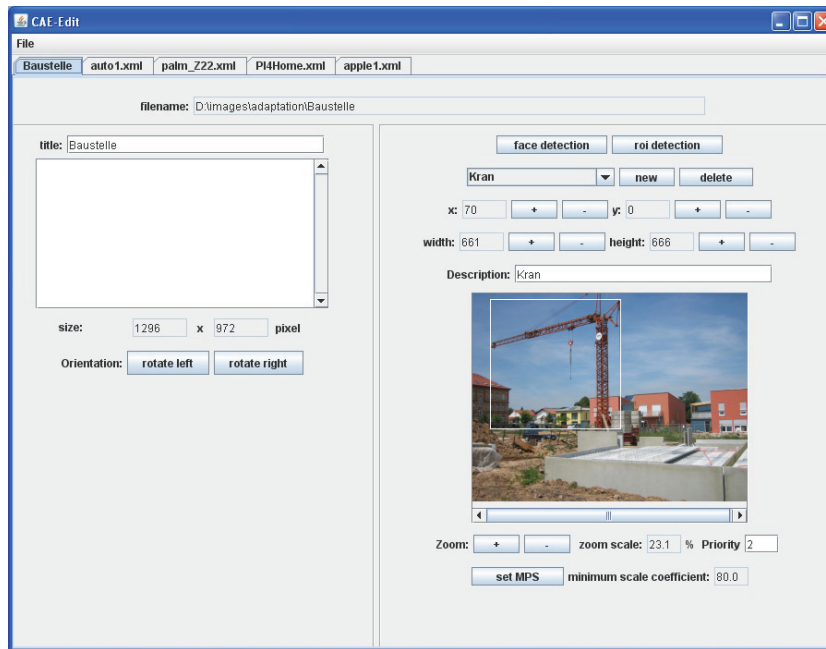 CAE-Edit
File
Baustelle auto1.xml palm_Z22.xml PI4Home.xml apple1.xml
filename: D:\images\adaptation\Baustelle
title: Baustelle
size: 1296 x 972 pixel
Orientation: rotate left rotate right
face detection roi detection
Kran new delete
x: 70 + - y: 0 + -
width: 661 + - height: 666 + -
Description: Kran
Zoom: + - zoom scale: 23.1 % Priority 2
set MPS minimum scale coefficient: 80.0